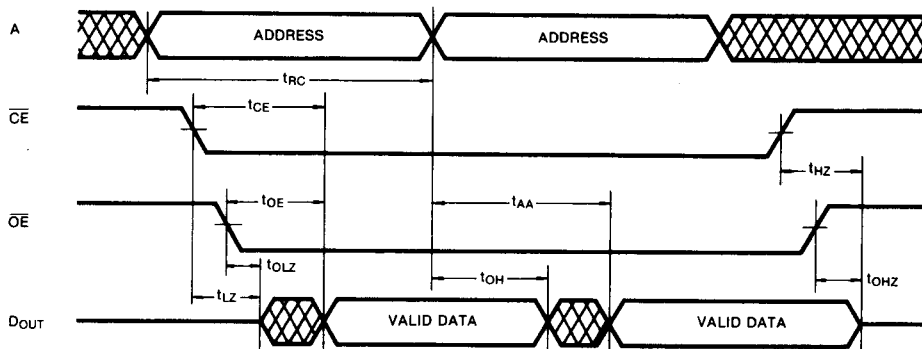 A
ADDRESS
ADDRESS
tRC
CE
tCE
tHZ
OE
tOE
tAA
tOLZ
tOH
tOHZ
tLZ
DOUT
VALID DATA
VALID DATA